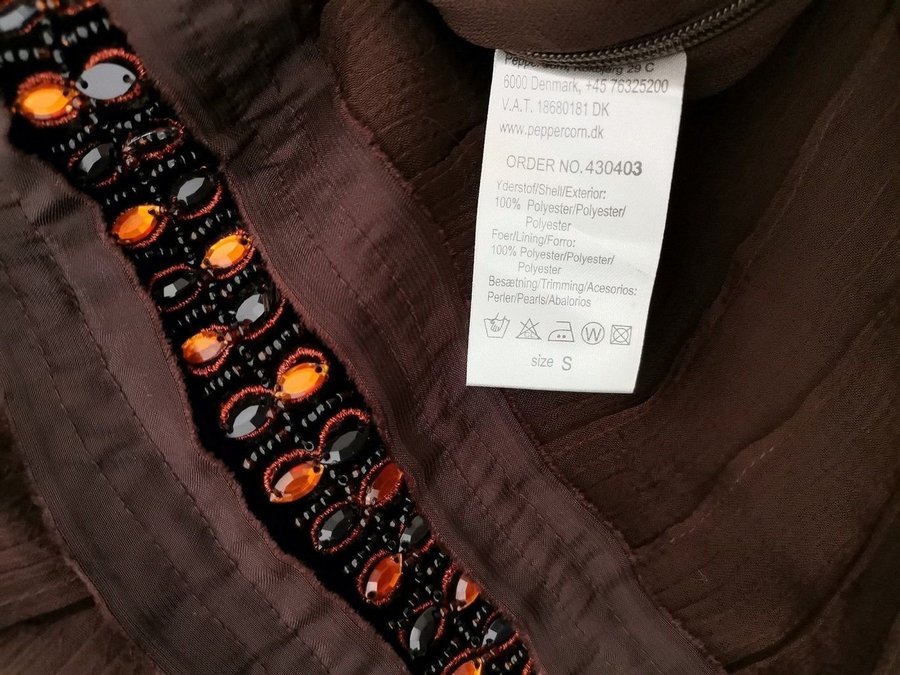 29 C
6000 Denmark, +45 76325200
V.A.T. 18680181 DK
www.peppercorn.dk
ORDER NO. 430403
Yderstof/Shell/Exterior:
100% Polyester/Polyester/
Polyester
Foer/Lining/Forro:
100% Polyester/Polyester/
Polyester
Besætning/Trimming/Acesorios:
Perler/Pearls/Abalorios
W
size S